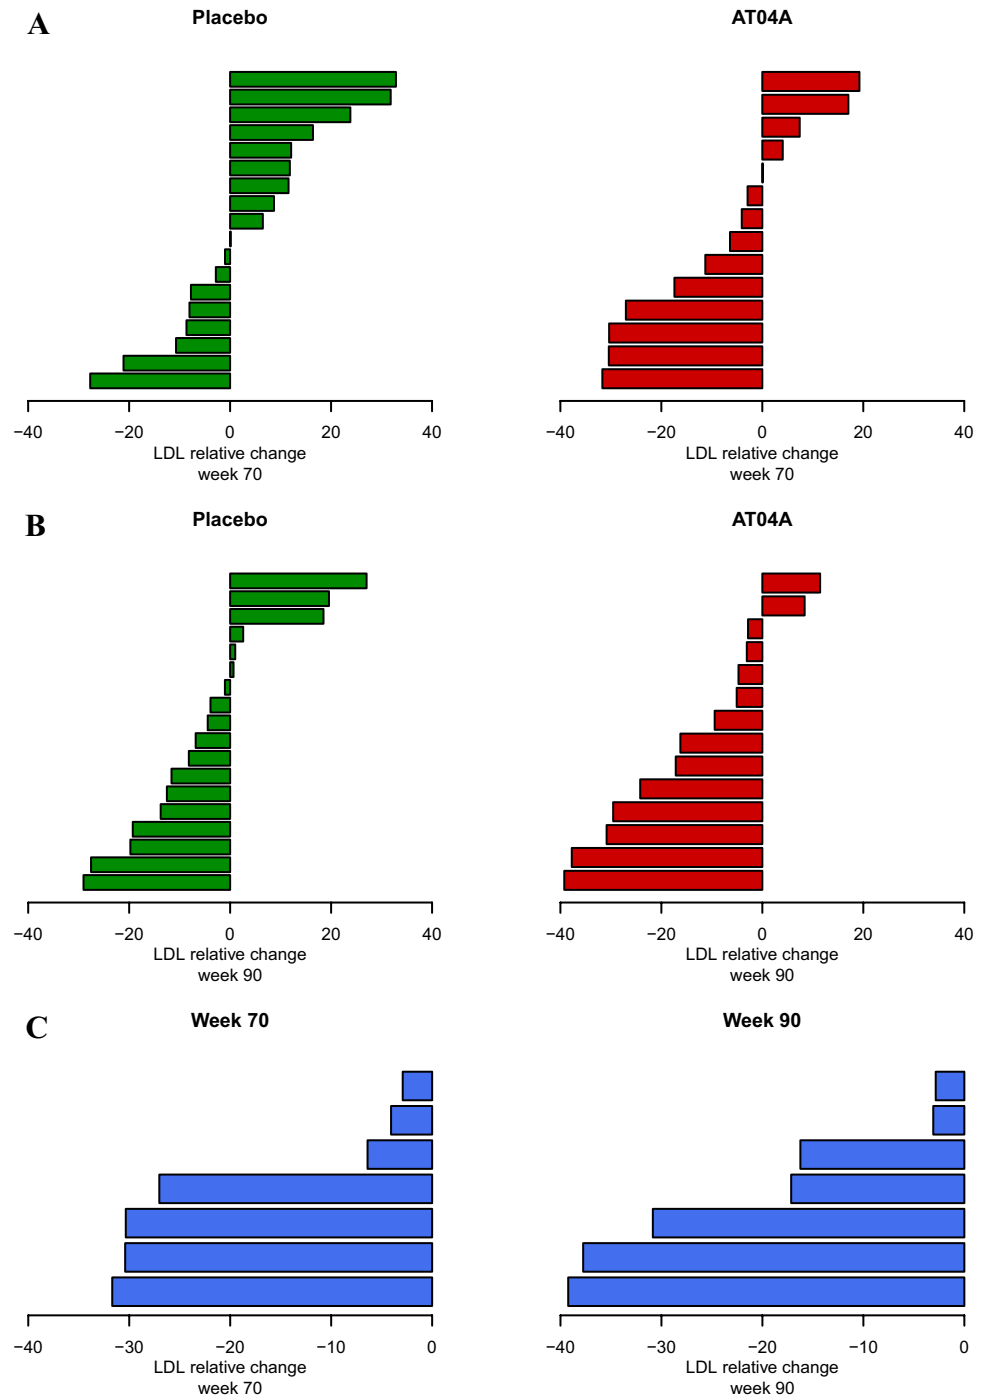 A
Placebo
AT04A
−40 −20 0 20 40
LDL relative change
week 70
−40 −20 0 20 40
LDL relative change
week 70
B
Placebo
AT04A
−40 −20 0 20 40
LDL relative change
week 90
−40 −20 0 20 40
LDL relative change
week 90
C
Week 70
Week 90
−40 −30 −20 −10 0
LDL relative change
week 70
−40 −30 −20 −10 0
LDL relative change
week 90